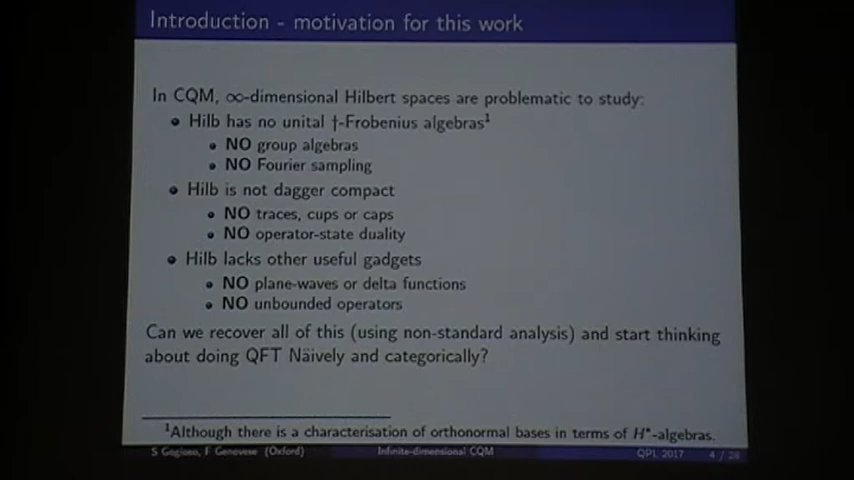 Introduction - motivation for this work
In CQM, ∞-dimensional Hilbert spaces are problematic to study:
• Hilb has no unital †-Frobenius algebras¹
• NO group algebras
• NO Fourier sampling
• Hilb is not dagger compact
• NO traces, cups or caps
• NO operator-state duality
• Hilb lacks other useful gadgets
• NO plane-waves or delta functions
• NO unbounded operators
Can we recover all of this (using non-standard analysis) and start thinking
about doing QFT Näively and categorically?
¹Although there is a characterisation of orthonormal bases in terms of H*-algebras.
S Gogioso, F Genovese (Oxford) Infinite-dimensional CQM QPL 2017 4 / 28